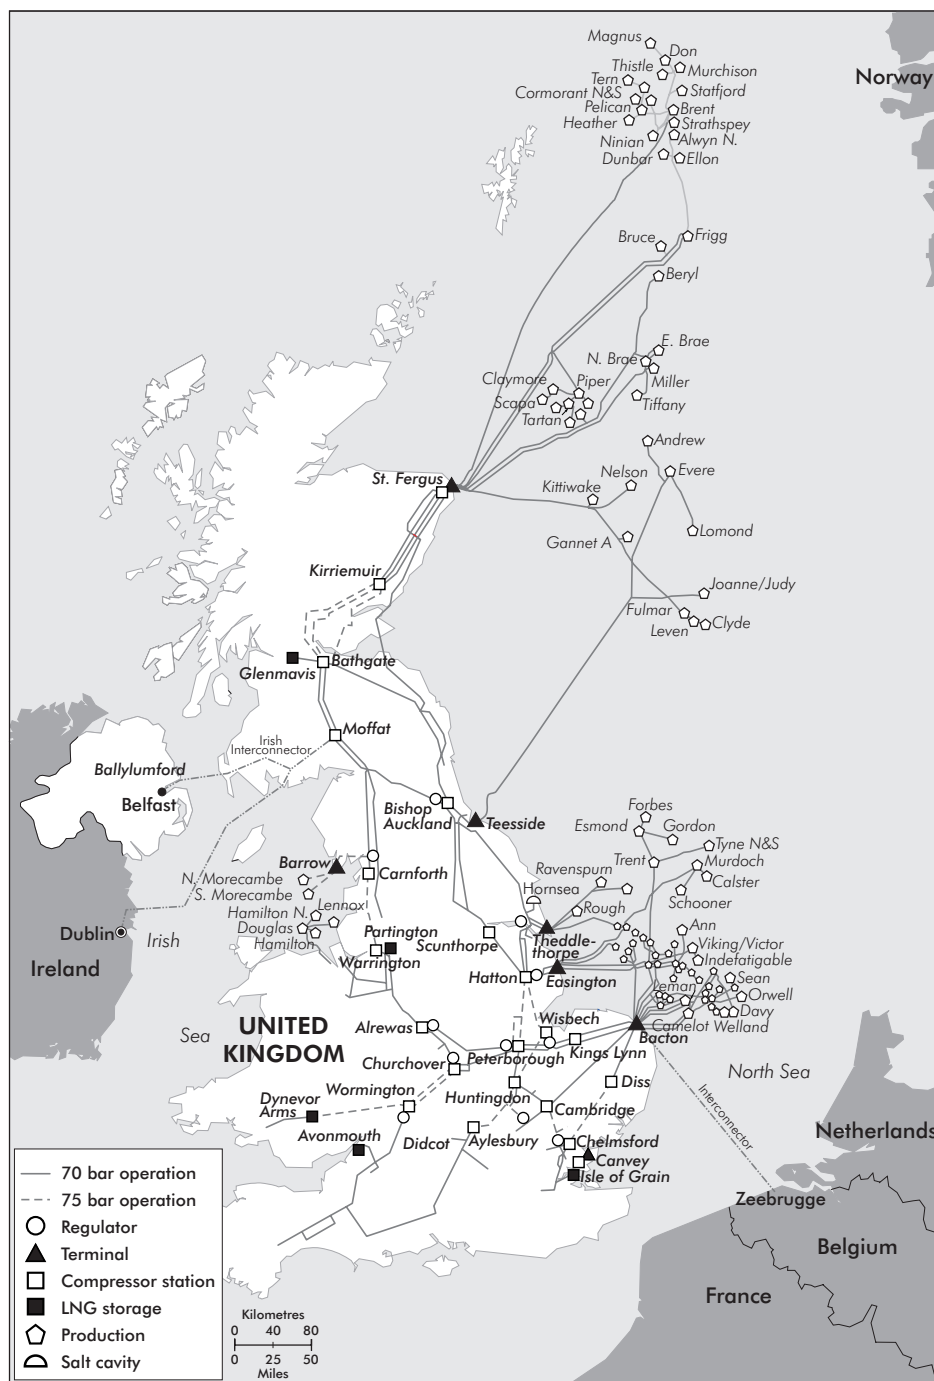 Magnus
Don
Norway
Thistle
Murchison
Tern
Statfjord
Cormorant N&S
Pelican
Brent
Heather
Strathspey
Ninian
Alwyn N.
Dunbar
Ellon
Bruce
Frigg
Beryl
E. Brae
N. Brae
Claymore
Piper
Miller
Scapa
Tiffany
Tartan
Andrew
St. Fergus
Nelson
Evere
Kittiwake
Lomond
Gannet A
Kirriemuir
Joanne/Judy
Fulmar
Leven
Clyde
Glenmavis
Bathgate
Moffat
Irish
Interconnector
Ballylumford
Belfast
Bishop
Auckland
Teesside
Forbes
Esmond
Gordon
Tyne N&S
Barrow
Trent
Murdoch
Ravenspurn
Calster
N. Morecambe
Carnforth
Hornsea
Schooner
S. Morecambe
Lennox
Rough
Hamilton N.
Ann
Douglas
Partington
Dublin
Irish
Hamilton
Scunthorpe
Theddle-
thorpe
Viking/Victor
Warrington
Indefatigable
Ireland
Hatton
Easington
Sean
Leman
Orwell
Sea
UNITED
KINGDOM
Alrewas
Wisbech
Davy
Camelot
Welland
Bacton
Churchover
Peterborough
Kings Lynn
North Sea
Wormington
Diss
Dynevor
Arms
Huntingdon
Interconnector
Cambridge
Avonmouth
Didcot
Aylesbury
Chelmsford
Netherlands
Canvey
Isle of Grain
Zeebrugge
Belgium
France
70 bar operation
75 bar operation
Regulator
Terminal
Compressor station
LNG storage
Production
Salt cavity
Kilometres
0 40 80
0 25 50
Miles